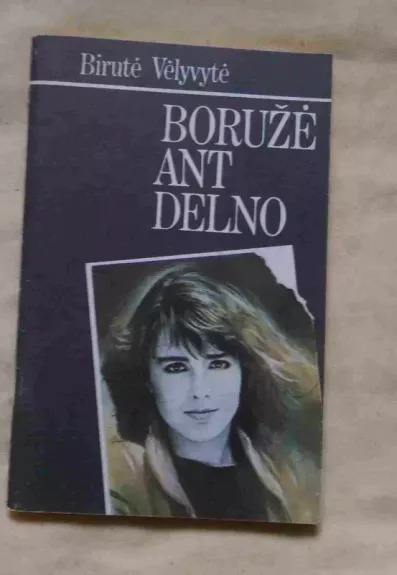 Birutė Vėlyvytė
BORUŽĖ
ANT
DELNO